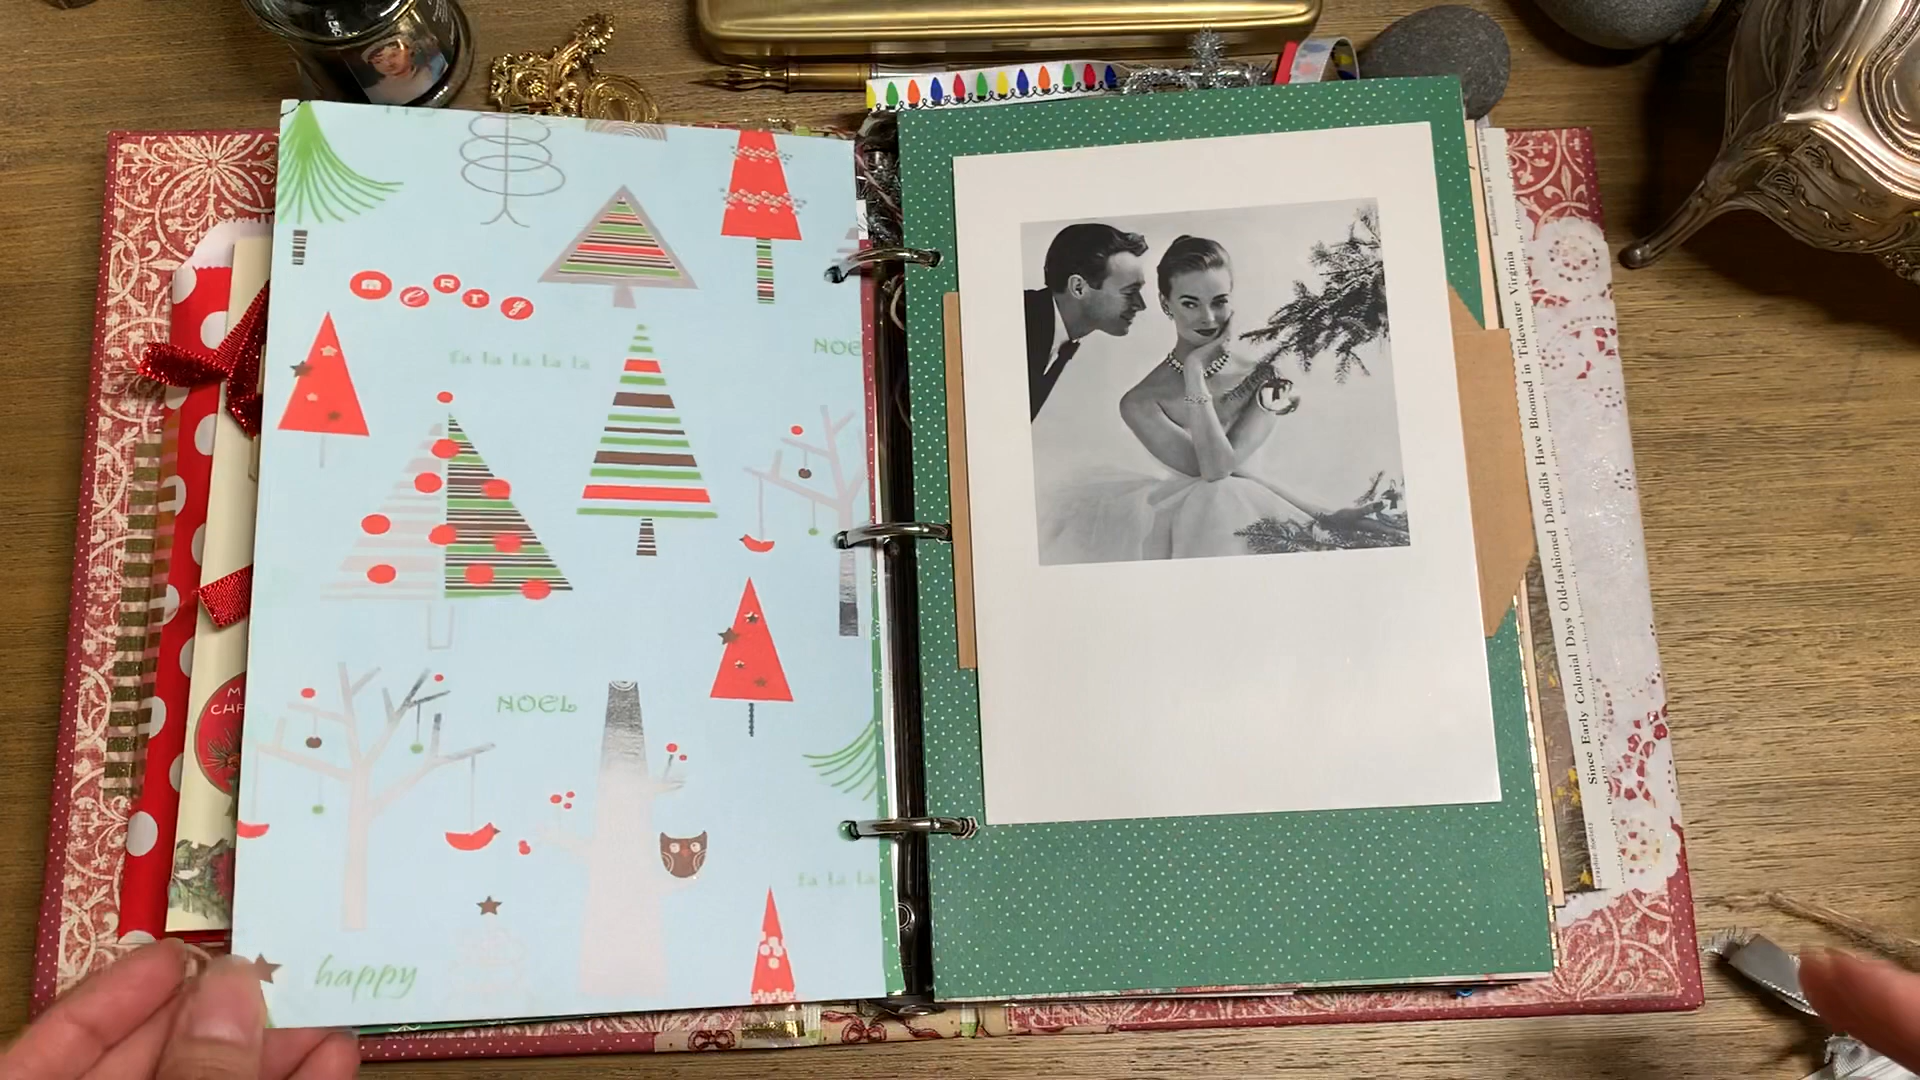 merry
fa la la la la
NOEL
NOEL
fa la la
happy
M
CHR
Since Early Colonial Days Old-fashioned Daffodils Have Bloomed in Tidewater Virginia